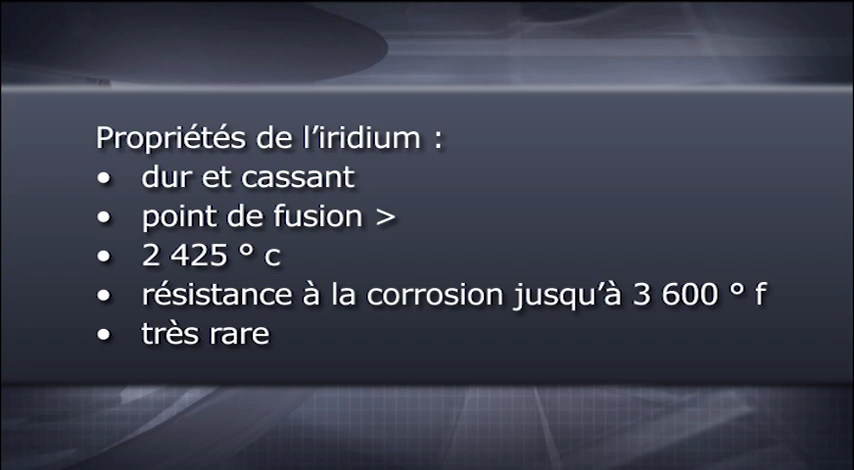 Propriétés de l’iridium :
• dur et cassant
• point de fusion >
• 2 425 ° c
• résistance à la corrosion jusqu’à 3 600 ° f
• très rare